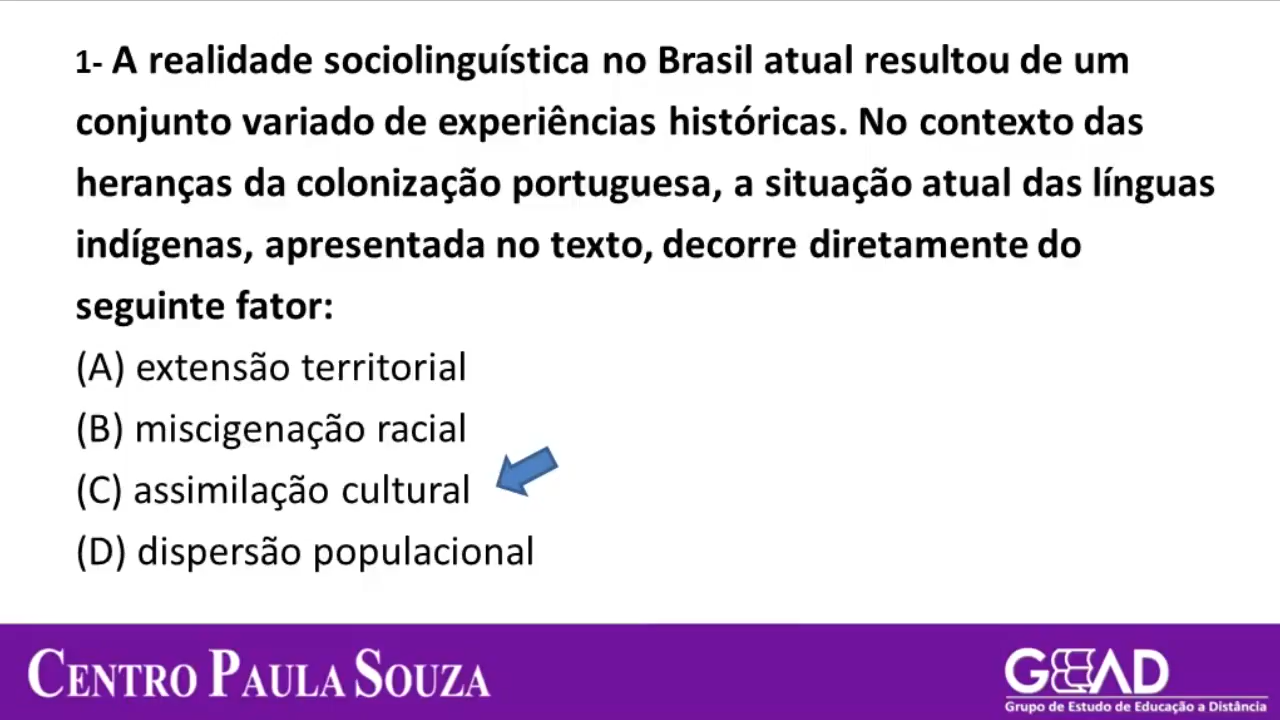 1- A realidade sociolinguística no Brasil atual resultou de um
conjunto variado de experiências históricas. No contexto das
heranças da colonização portuguesa, a situação atual das línguas
indígenas, apresentada no texto, decorre diretamente do
seguinte fator:
(A) extensão territorial
(B) miscigenação racial
(C) assimilação cultural
(D) dispersão populacional
CENTRO PAULA SOUZA
GEEAD
Grupo de Estudo de Educação a Distância